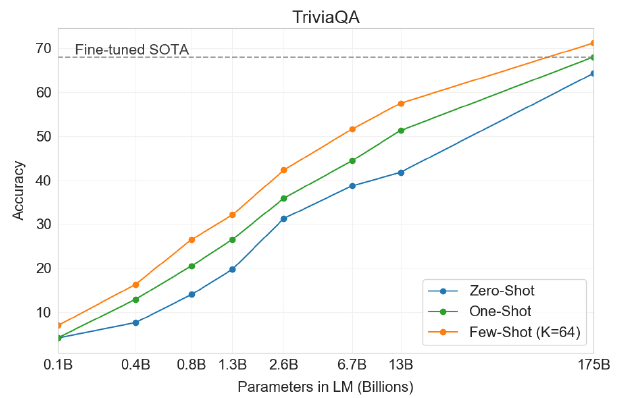 TriviaQA
Fine-tuned SOTA
70
60
50
40
30
20
10
Accuracy
Zero-Shot
One-Shot
Few-Shot (K=64)
0.1B 0.4B 0.8B 1.3B 2.6B 6.7B 13B 175B
Parameters in LM (Billions)